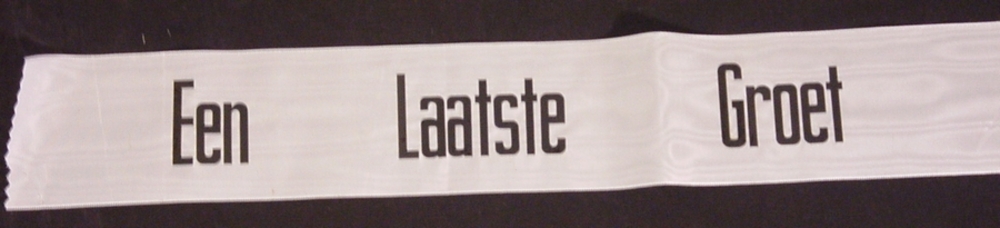 Een Laatste Groet